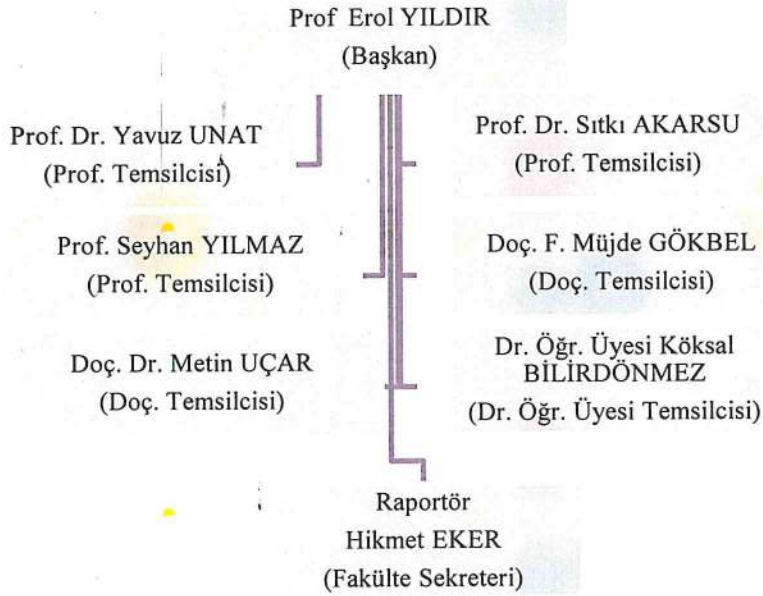 Prof Erol YILDIR
(Başkan)
Prof. Dr. Yavuz UNAT
(Prof. Temsilcisi)
Prof. Dr. Sıtkı AKARSU
(Prof. Temsilcisi)
Prof. Seyhan YILMAZ
(Prof. Temsilcisi)
Doç. F. Müjde GÖKBEL
(Doç. Temsilcisi)
Doç. Dr. Metin UÇAR
(Doç. Temsilcisi)
Dr. Öğr. Üyesi Köksal
BİLİRDÖNMEZ
(Dr. Öğr. Üyesi Temsilcisi)
Raportör
Hikmet EKER
(Fakülte Sekreteri)